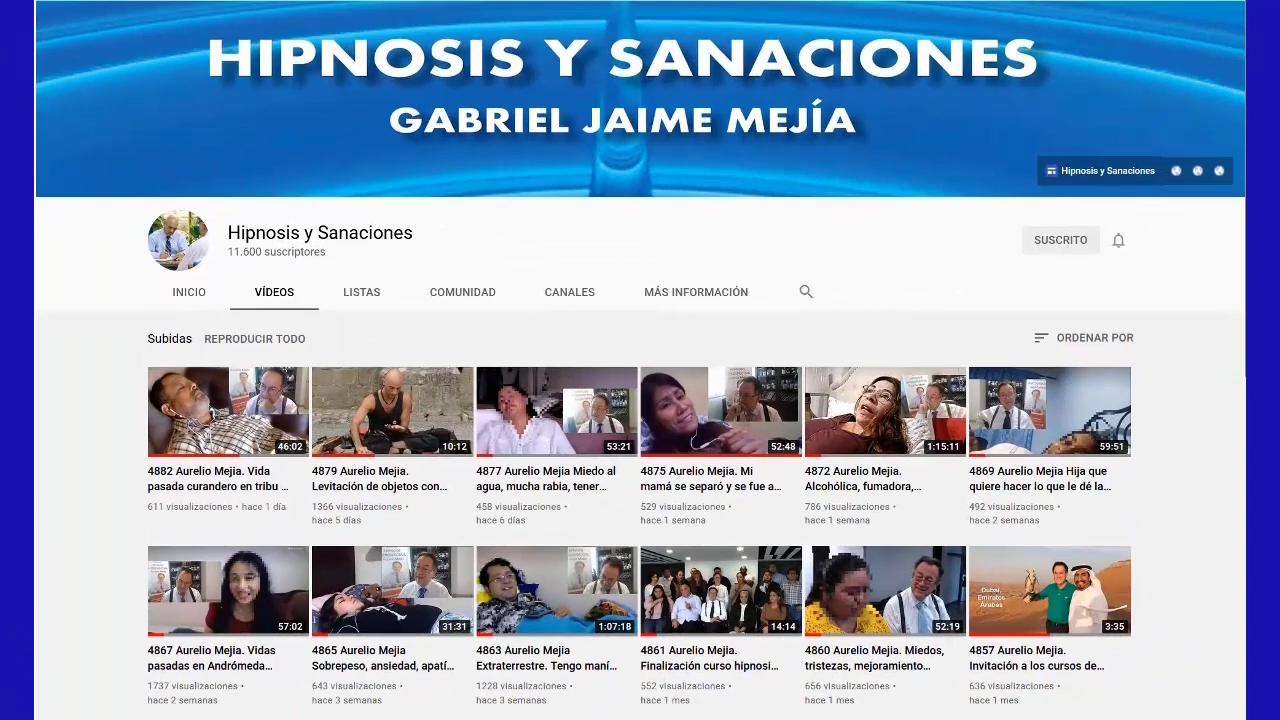 HIPNOSIS Y SANACIONES
GABRIEL JAIME MEJÍA
Hipnosis y Sanaciones
Hipnosis y Sanaciones
11.600 suscriptores
SUSCRITO
INICIO VÍDEOS LISTAS COMUNIDAD CANALES MÁS INFORMACIÓN
Subidas REPRODUCIR TODO
ORDENAR POR
46:02
4882 Aurelio Mejia. Vida
pasada curandero en tribu ...
611 visualizaciones • hace 1 día
10:12
4879 Aurelio Mejia.
Levitación de objetos con...
1366 visualizaciones •
hace 5 días
53:21
4877 Aurelio Mejia Miedo al
agua, mucha rabia, tener...
458 visualizaciones •
hace 6 días
52:48
4875 Aurelio Mejia. Mi
mamá se separó y se fue a...
529 visualizaciones •
hace 1 semana
1:15:11
4872 Aurelio Mejia.
Alcohólica, fumadora,...
786 visualizaciones •
hace 1 semana
59:51
4869 Aurelio Mejia Hija que
quiere hacer lo que le dé la...
492 visualizaciones •
hace 2 semanas
57:02
4867 Aurelio Mejia. Vidas
pasadas en Andrómeda...
1737 visualizaciones •
hace 2 semanas
31:31
4865 Aurelio Mejia
Sobrepeso, ansiedad, apatí...
643 visualizaciones •
hace 3 semanas
1:07:18
4863 Aurelio Mejia
Extraterrestre. Tengo maní...
1228 visualizaciones •
hace 3 semanas
14:14
4861 Aurelio Mejia.
Finalización curso hipnosi...
552 visualizaciones •
hace 1 mes
52:19
4860 Aurelio Mejia. Miedos,
tristezas, mejoramiento...
656 visualizaciones •
hace 1 mes
Dubai,
Emiratos
Árabes
3:35
4857 Aurelio Mejia.
Invitación a los cursos de...
636 visualizaciones •
hace 1 mes